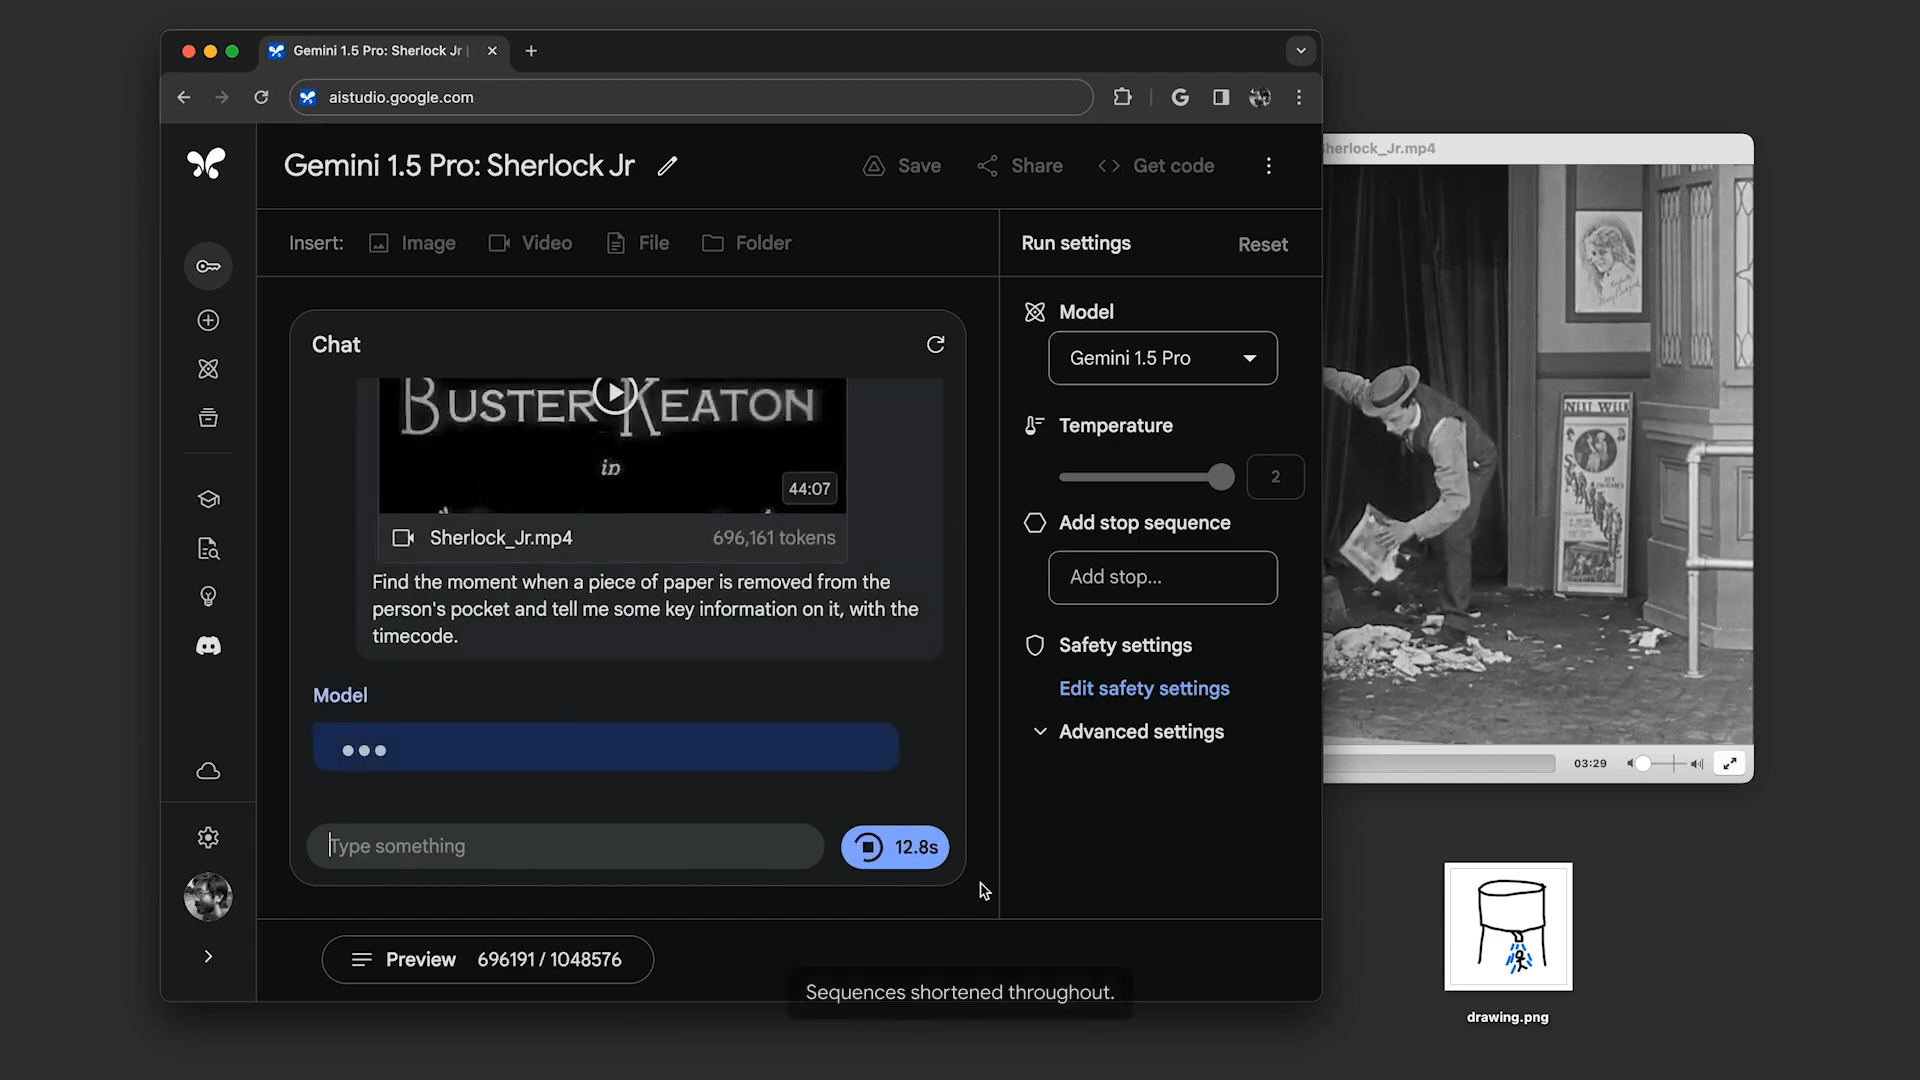 Gemini 1.5 Pro: Sherlock Jr
aistudio.google.com
Gemini 1.5 Pro: Sherlock Jr
Save
Share
Get code
Insert:
Image
Video
File
Folder
Run settings
Reset
Chat
BUSTER KEATON
in
44:07
Sherlock_Jr.mp4
696,161 tokens
Find the moment when a piece of paper is removed from the
person's pocket and tell me some key information on it, with the
timecode.
Model
Type something
12.8s
Preview
696191 / 1048576
Model
Gemini 1.5 Pro
Temperature
2
Add stop sequence
Add stop...
Safety settings
Edit safety settings
Advanced settings
herlock_Jr.mp4
NEXT WEEK
03:29
drawing.png
Sequences shortened throughout.